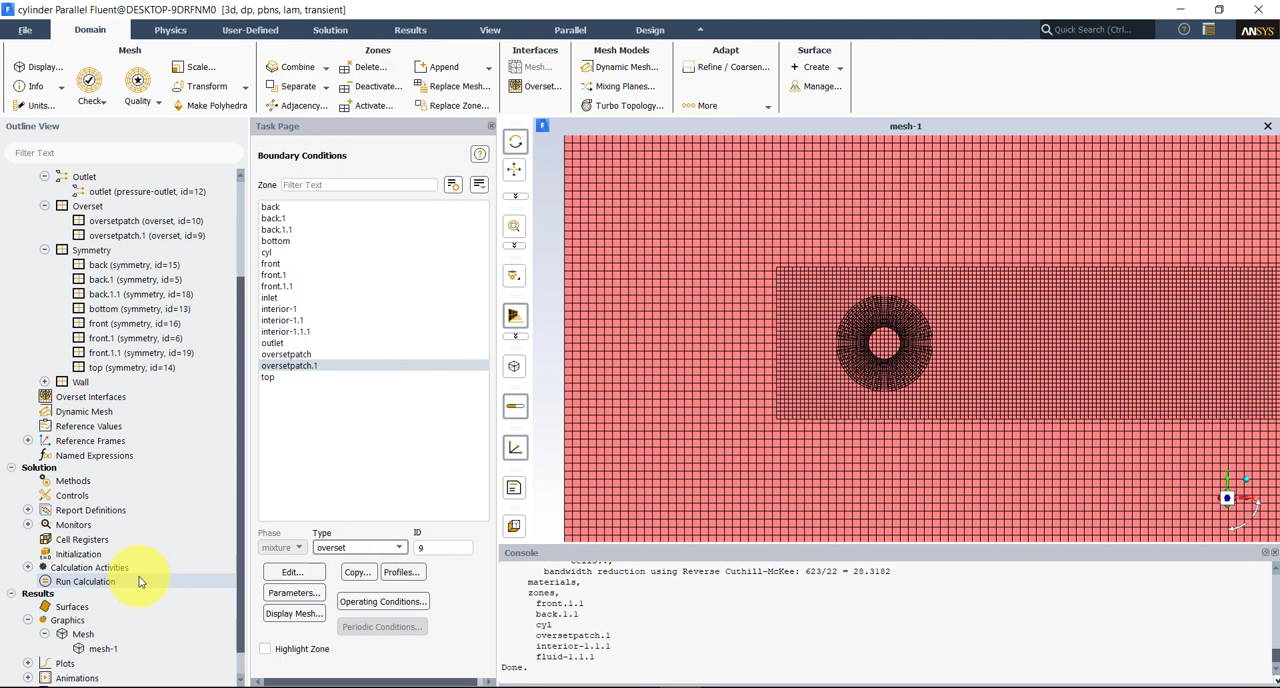 cylinder Parallel Fluent@DESKTOP-9DRFNM0 [3d, dp, pbns, lam, transient]
File
Domain
Physics
User-Defined
Solution
Results
View
Parallel
Design
Quick Search (Ctrl...
ANSYS
Mesh
Zones
Interfaces
Mesh Models
Adapt
Surface
Display...
Info
Units...
Check
Quality
Scale...
Transform
Make Polyhedra
Combine
Separate
Adjacency...
Delete...
Deactivate...
Activate...
Append
Replace Mesh...
Replace Zone...
Mesh...
Overset...
Dynamic Mesh...
Mixing Planes...
Turbo Topology...
Refine / Coarsen...
More
Create
Manage...
Outline View
Filter Text
Outlet
outlet (pressure-outlet, id=12)
Overset
oversetpatch (overset, id=10)
oversetpatch.1 (overset, id=9)
Symmetry
back (symmetry, id=15)
back.1 (symmetry, id=5)
back.1.1 (symmetry, id=18)
bottom (symmetry, id=13)
front (symmetry, id=16)
front.1 (symmetry, id=6)
front.1.1 (symmetry, id=19)
top (symmetry, id=14)
Wall
Overset Interfaces
Dynamic Mesh
Reference Values
Reference Frames
Named Expressions
Solution
Methods
Controls
Report Definitions
Monitors
Cell Registers
Initialization
Calculation Activities
Run Calculation
Results
Surfaces
Graphics
Mesh
mesh-1
Plots
Animations
Task Page
Boundary Conditions
Zone Filter Text
back
back.1
back.1.1
bottom
cyl
front
front.1
front.1.1
inlet
interior-1
interior-1.1
interior-1.1.1
outlet
oversetpatch
oversetpatch.1
top
Phase
Type
ID
mixture
overset
9
Edit...
Copy...
Profiles...
Parameters...
Operating Conditions...
Display Mesh...
Periodic Conditions...
Highlight Zone
mesh-1
Console
bandwidth reduction using Reverse Cuthill-McKee: 623/22 = 28.3182
materials,
zones,
front.1.1
back.1.1
cyl
oversetpatch.1
interior-1.1.1
fluid-1.1.1
Done.